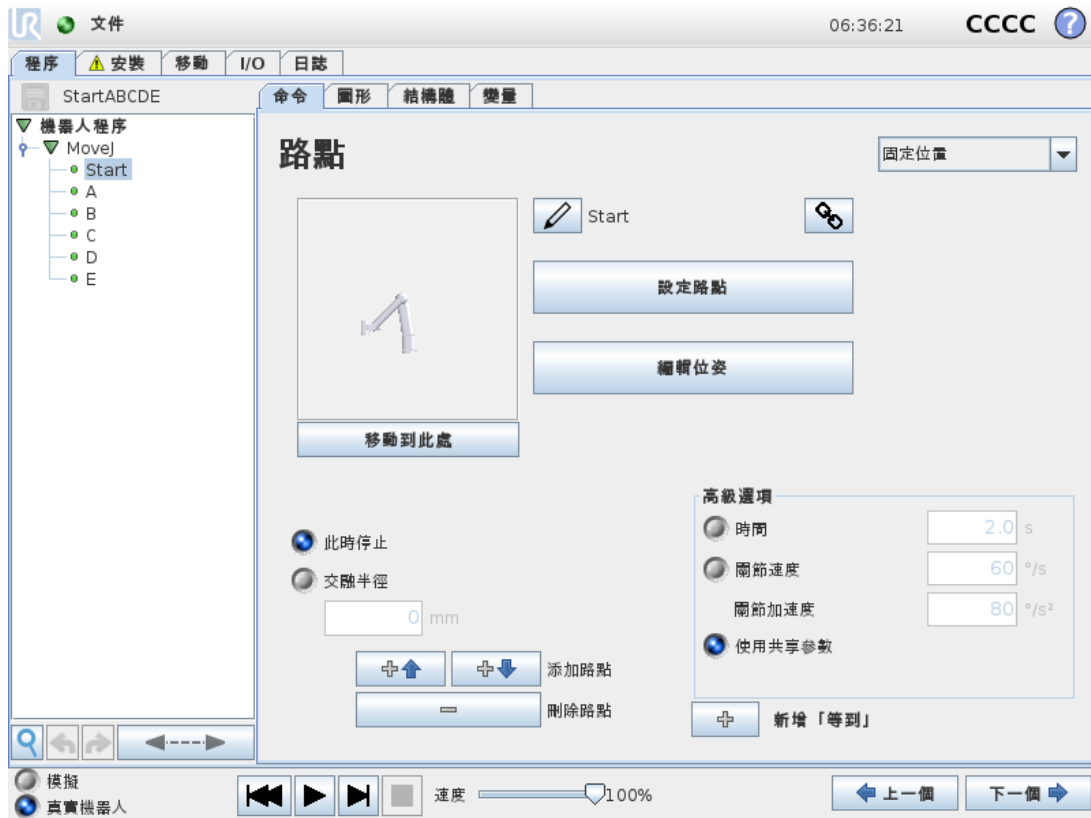 UR 文件 06:36:21 CCCC ?
程序 安裝 移動 I/O 日誌
StartABCDE
命令 圖形 結構體 變量
機器人程序
MoveJ
Start
A
B
C
D
E
路點
固定位置
Start
設定路點
編輯位姿
移動到此處
此時停止
交融半徑
0 mm
添加路點
刪除路點
高級選項
時間 2.0 s
關節速度 60 °/s
關節加速度 80 °/s²
使用共享參數
新增「等到」
模擬
真實機器人
速度 100%
上一個 下一個